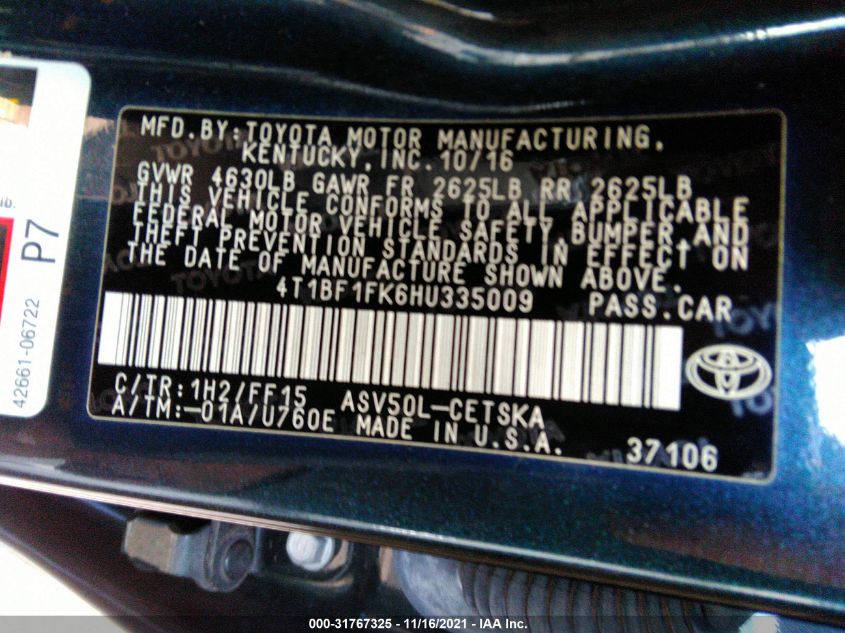 MFD.BY:TOYOTA MOTOR MANUFACTURING,
KENTUCKY,INC. 10/16
GVWR 4630LB GAWR FR 2625LB RR 2625LB
THIS VEHICLE CONFORMS TO ALL APPLICABLE
FEDERAL MOTOR VEHICLE SAFETY,BUMPER,AND
THEFT PREVENTION STANDARDS IN EFFECT ON
THE DATE OF MANUFACTURE SHOWN ABOVE.
4T1BF1FK6HU335009 PASS.CAR
C/TR:1H2/FF15 ASV50L-CETSKA
A/TM:-01A/U760E MADE IN U.S.A.
37106
P7
42661-06722
000-31767325 - 11/16/2021 - IAA Inc.